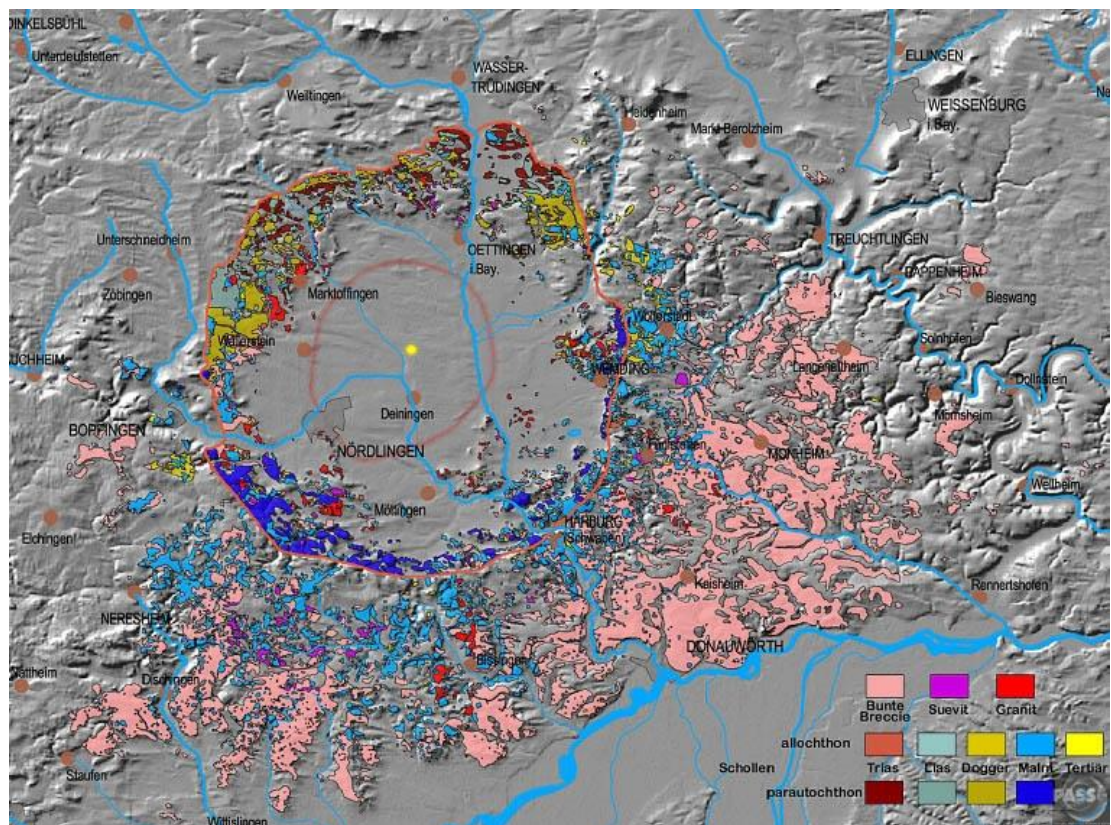 DINKELSBÜHL
Unterdeufstetten
Weiltingen
WASSER-
TRÜDINGEN
ELLINGEN
WEISSENBURG
i.Bay.
Heidenheim
Markt Berolzheim
Unterschneidheim
Zöbingen
OETTINGEN
i.Bay.
Marktoffingen
TREUCHTLINGEN
PAPPENHEIM
Bieswang
Wallerstein
Solnhofen
UCHHEIM
WEMDING
Langenaltheim
Dollnstein
Deiningen
Mörnsheim
BOPFINGEN
NÖRDLINGEN
MONHEIM
Wellheim
Möttingen
HARBURG
(Schwaben)
Elchingen
Kaisheim
Rennertshofen
NERESHEIM
DONAUWÖRTH
Bissingen
Dischingen
Staufen
Wittislingen
Bunte
Breccie
Suevit
Granit
allochthon
Trias
Lias
Dogger
Malm
Tertiär
Schollen
parautochthon